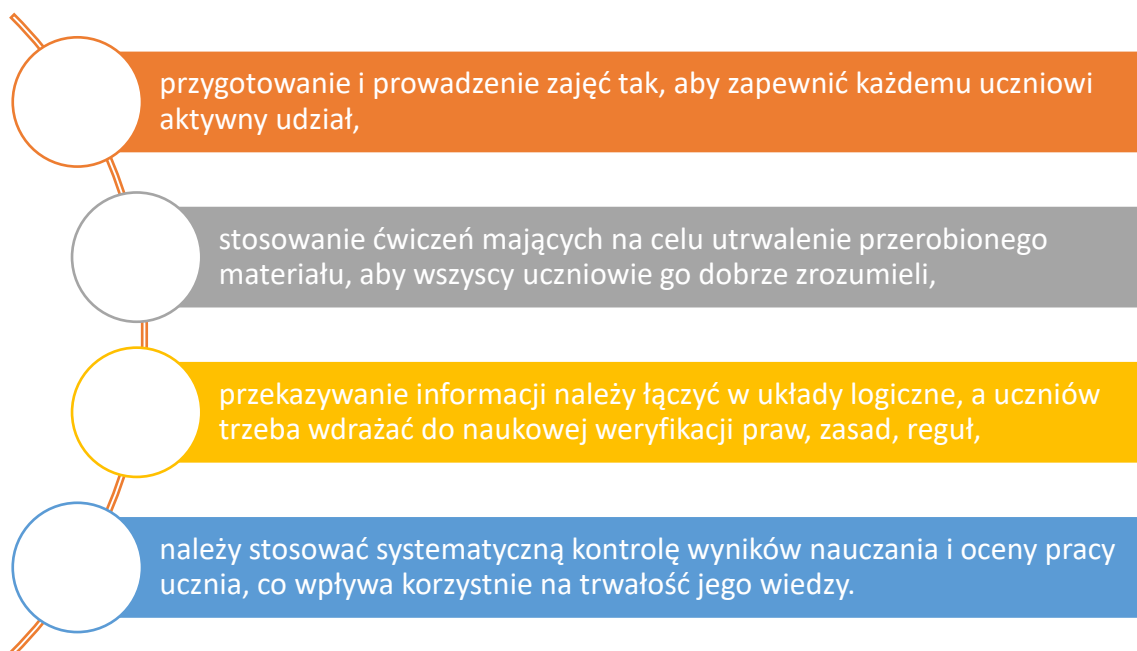 przygotowanie i prowadzenie zajęć tak, aby zapewnić każdemu uczniowi
aktywny udział,
stosowanie ćwiczeń mających na celu utrwalenie przerobionego
materiału, aby wszyscy uczniowie go dobrze zrozumieli,
przekazywanie informacji należy łączyć w układy logiczne, a uczniów
trzeba wdrażać do naukowej weryfikacji praw, zasad, reguł,
należy stosować systematyczną kontrolę wyników nauczania i oceny pracy
ucznia, co wpływa korzystnie na trwałość jego wiedzy.